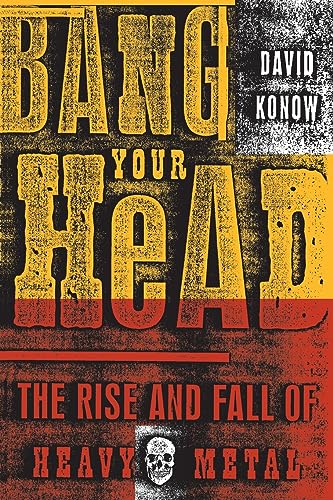 BANG
DAVID
KONOW
YOUR
HeAD
THE RISE AND FALL OF
HEAVY METAL